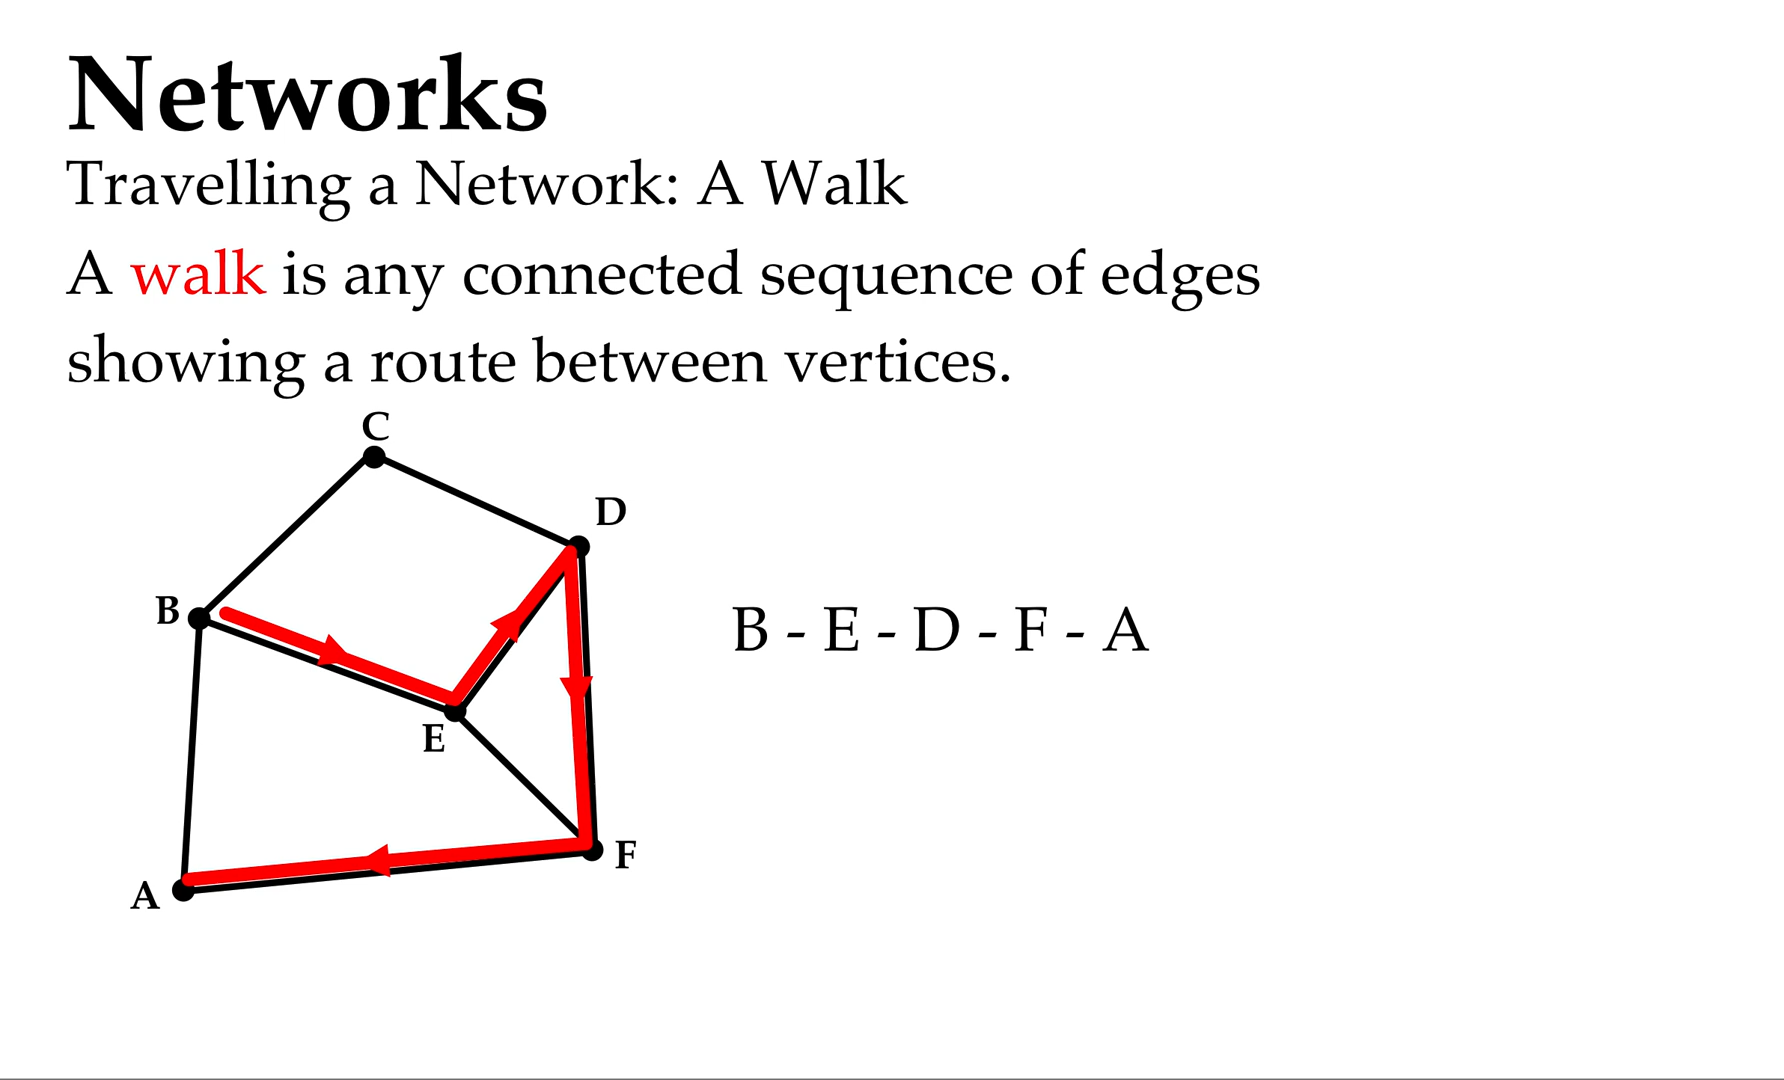 Networks
Travelling a Network: A Walk
A walk is any connected sequence of edges
showing a route between vertices.
C
D
B
B - E - D - F - A
E
F
A